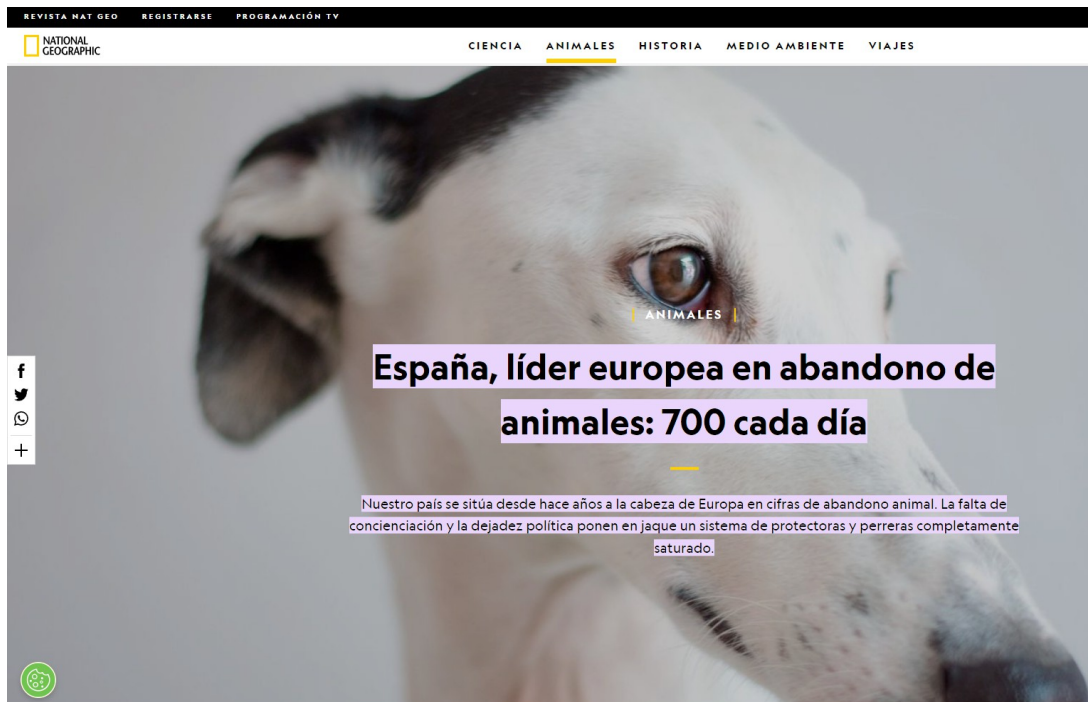 REVISTA NAT GEO REGISTRARSE PROGRAMACIÓN TV
NATIONAL
GEOGRAPHIC
CIENCIA ANIMALES HISTORIA MEDIO AMBIENTE VIAJES
ANIMALES
España, líder europea en abandono de
animales: 700 cada día
Nuestro país se sitúa desde hace años a la cabeza de Europa en cifras de abandono animal. La falta de
concienciación y la dejadez política ponen en jaque un sistema de protectoras y perreras completamente
saturado.